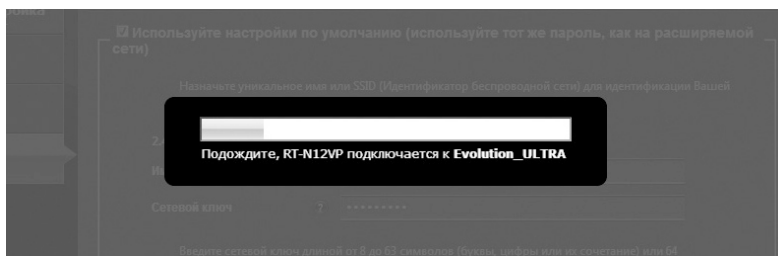 Используйте настройки по умолчанию (используйте тот же пароль, как на расширяемой
сети)
Назначьте уникальное имя или SSID (Идентификатор беспроводной сети) для идентификации Вашей
Подождите, RT-N12VP подключается к Evolution_ULTRA
Сетевой ключ ? •••••••••
Введите сетевой ключ длиной от 8 до 63 символов (буквы, цифры или их сочетание) или 64